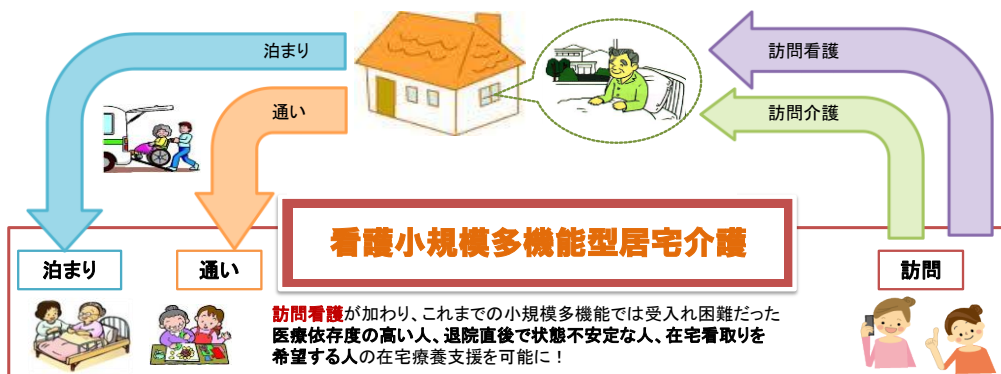 泊まり
訪問看護
通い
訪問介護
看護小規模多機能型居宅介護
泊まり
通い
訪問
訪問看護が加わり、これまでの小規模多機能では受入れ困難だった
医療依存度の高い人、退院直後で状態不安定な人、在宅看取りを
希望する人の在宅療養支援を可能に！